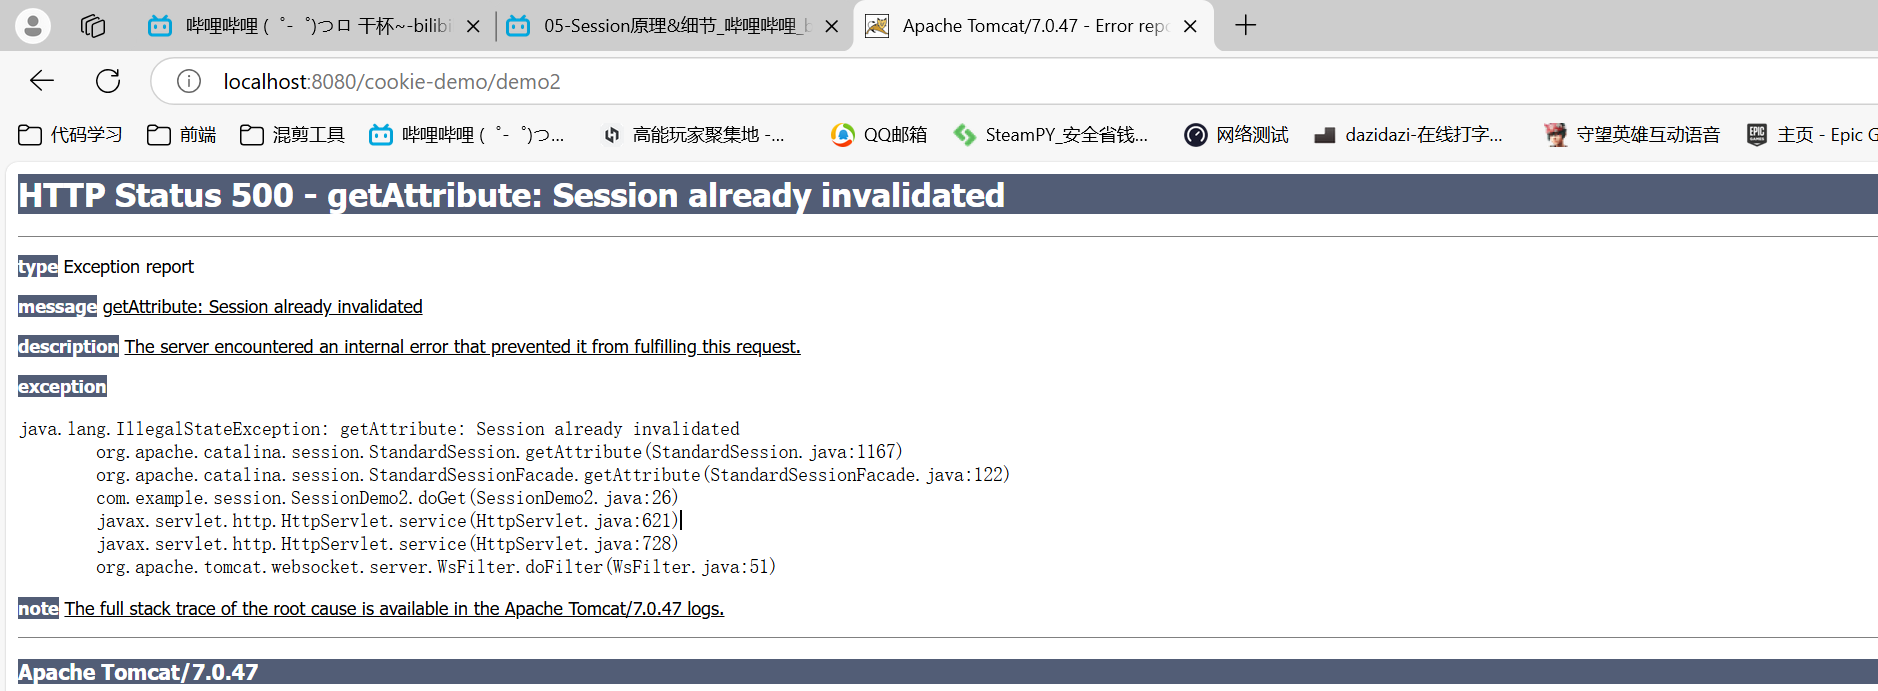 哔哩哔哩 (゜-゜)つロ 干杯~-bilibi
05-Session原理&细节_哔哩哔哩_b
Apache Tomcat/7.0.47 - Error repo
localhost:8080/cookie-demo/demo2
代码学习
前端
混剪工具
哔哩哔哩 (゜-゜)つ...
高能玩家聚集地 -...
QQ邮箱
SteamPY_安全省钱...
网络测试
dazidazi-在线打字...
守望英雄互动语音
EPIC GAMES
主页 - Epic G
HTTP Status 500 - getAttribute: Session already invalidated
type Exception report
message getAttribute: Session already invalidated
description The server encountered an internal error that prevented it from fulfilling this request.
exception
java.lang.IllegalStateException: getAttribute: Session already invalidated
org.apache.catalina.session.StandardSession.getAttribute(StandardSession.java:1167)
org.apache.catalina.session.StandardSessionFacade.getAttribute(StandardSessionFacade.java:122)
com.example.session.SessionDemo2.doGet(SessionDemo2.java:26)
javax.servlet.http.HttpServlet.service(HttpServlet.java:621)
javax.servlet.http.HttpServlet.service(HttpServlet.java:728)
org.apache.tomcat.websocket.server.WsFilter.doFilter(WsFilter.java:51)
note The full stack trace of the root cause is available in the Apache Tomcat/7.0.47 logs.
Apache Tomcat/7.0.47